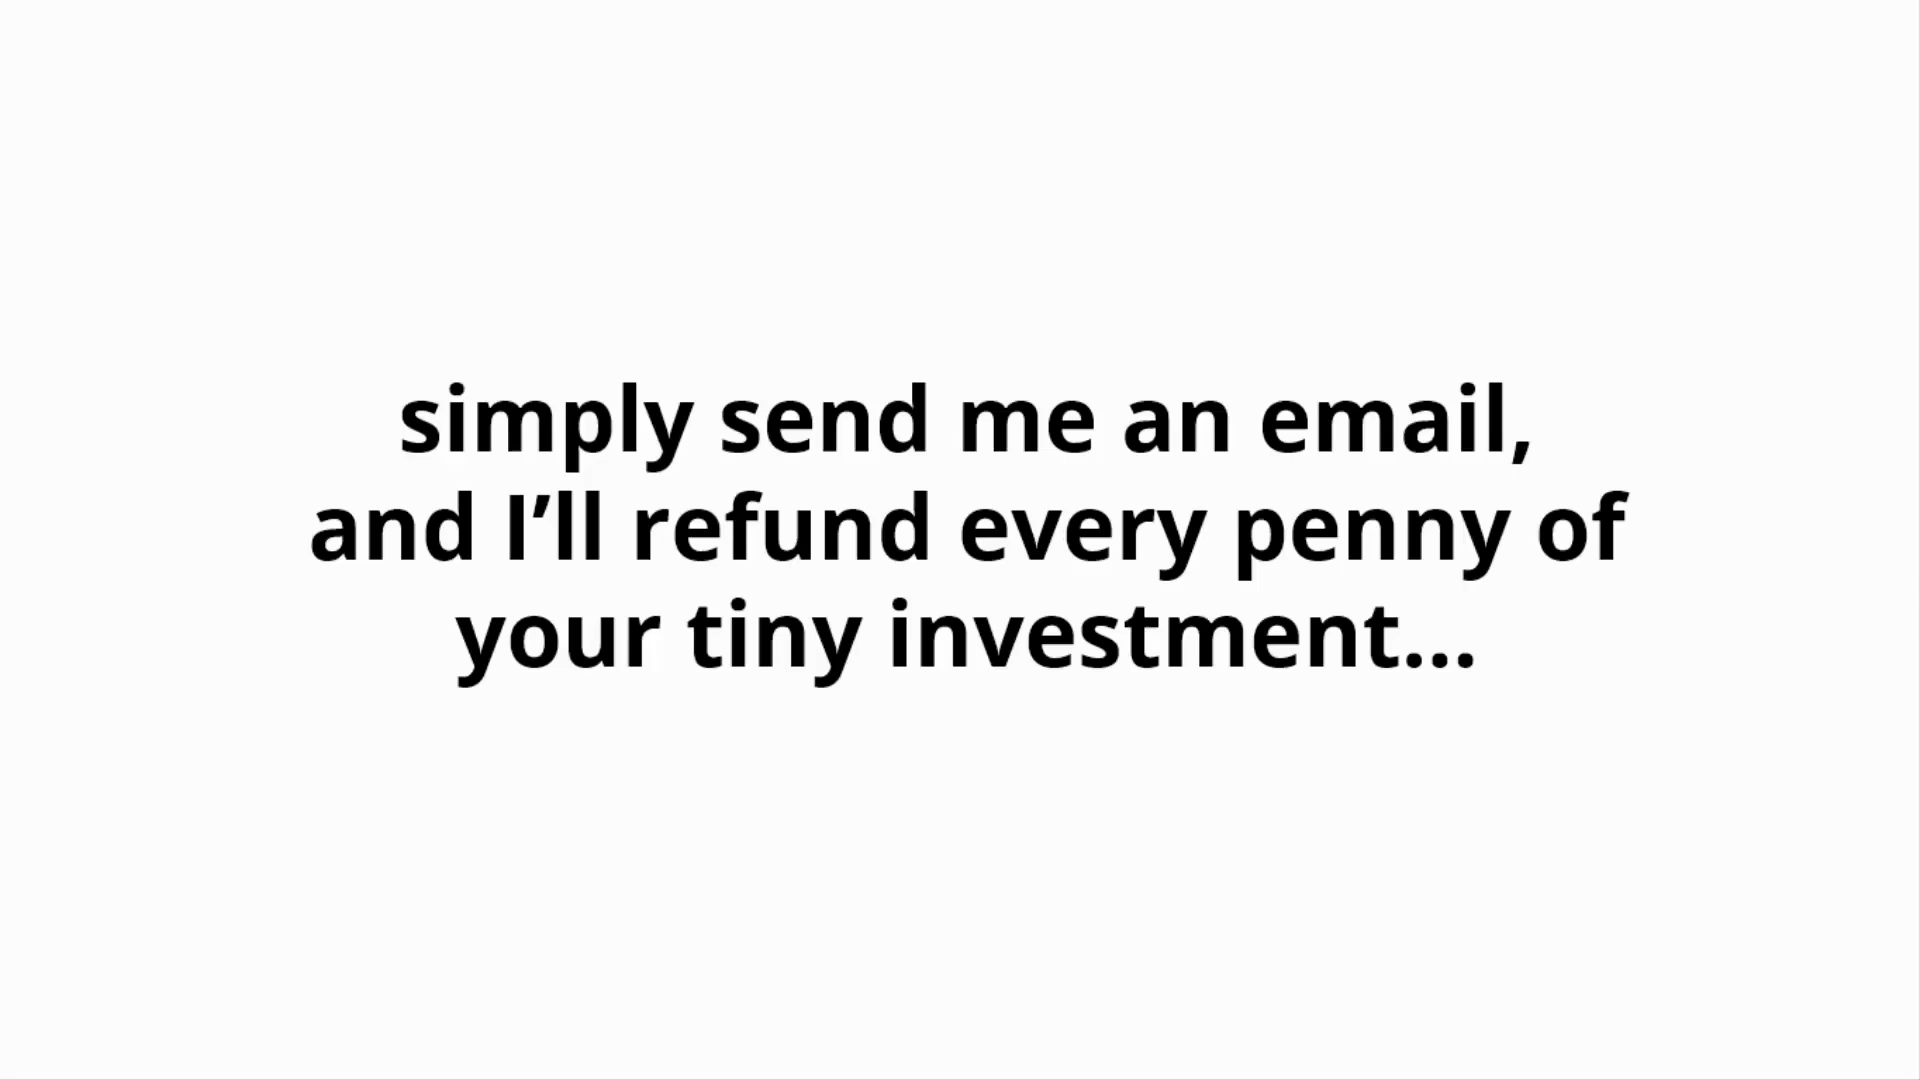 simply send me an email,
and I’ll refund every penny of
your tiny investment...